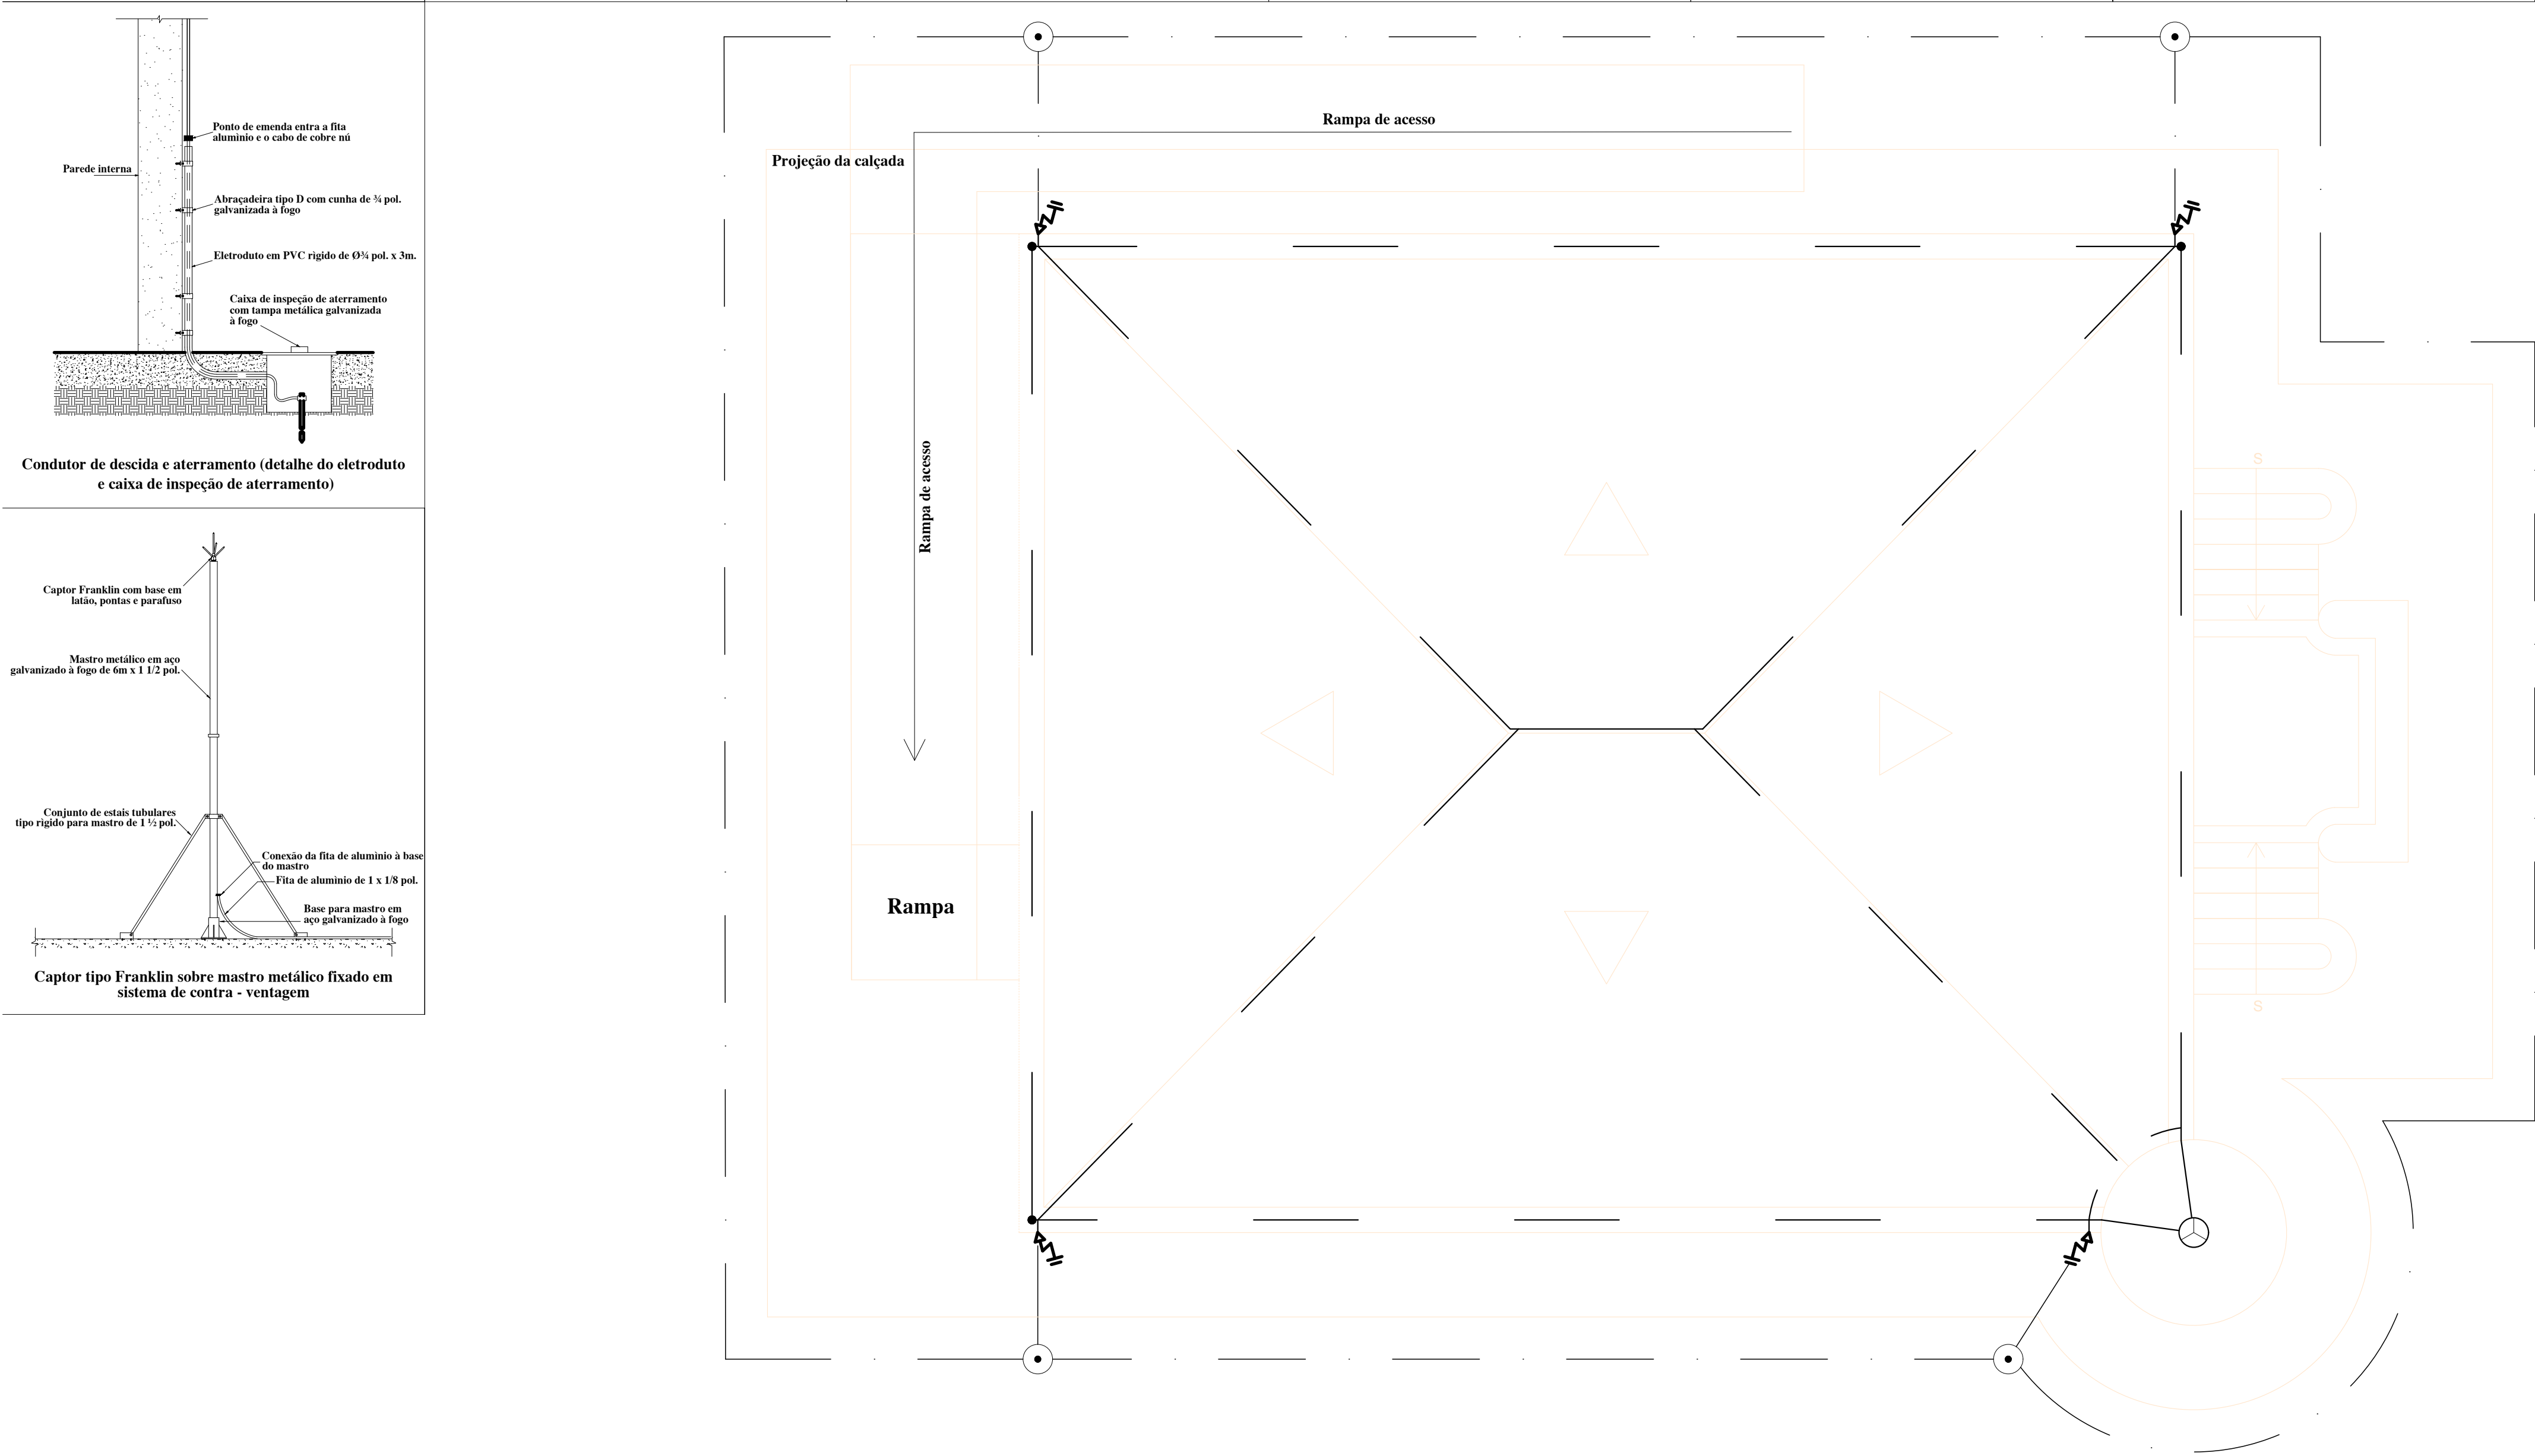 Ponto de emenda entra a fita
alumìnio e o cabo de cobre nú
Parede interna
Abraçadeira tipo D com cunha de ¾ pol.
galvanizada à fogo
Eletroduto em PVC rìgido de Ø¾ pol. x 3m.
Caixa de inspeção de aterramento
com tampa metálica galvanizada
à fogo
Condutor de descida e aterramento (detalhe do eletroduto
e caixa de inspeção de aterramento)
Captor Franklin com base em
latão, pontas e parafuso
Mastro metálico em aço
galvanizado à fogo de 6m x 1 1/2 pol.
Conjunto de estais tubulares
tipo rìgido para mastro de 1 ½ pol.
Conexão da fita de alumìnio à base
do mastro
Fita de alumìnio de 1 x 1/8 pol.
Base para mastro em
aço galvanizado à fogo
Captor tipo Franklin sobre mastro metálico fixado em
sistema de contra - ventagem
Rampa de acesso
Projeção da calçada
Rampa de acesso
Rampa
S
S